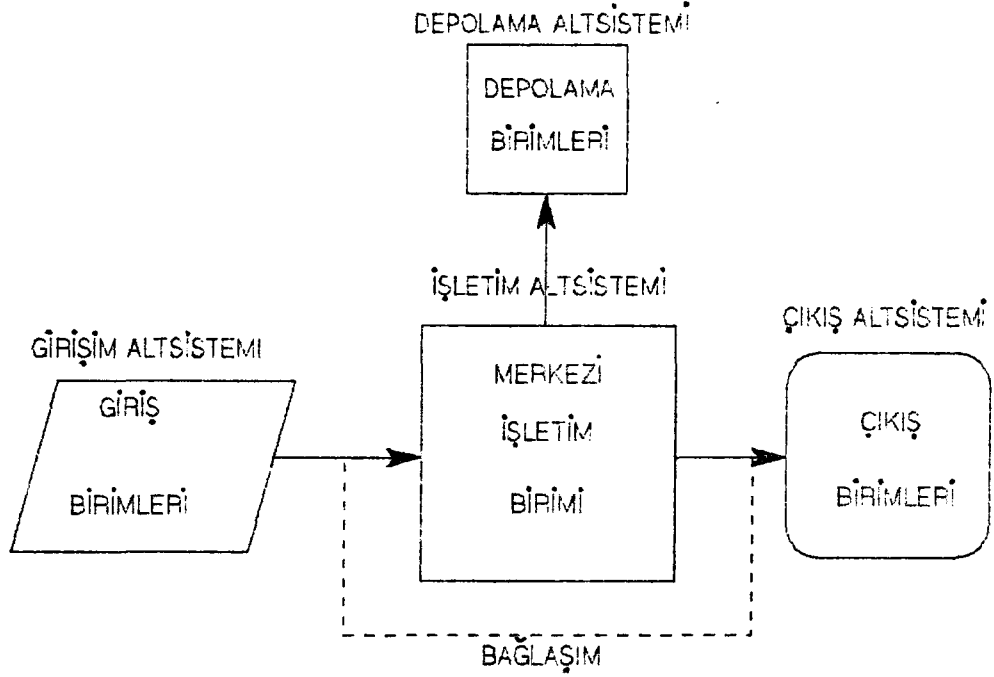 DEPOLAMA ALTSİSTEMİ
DEPOLAMA
BİRİMLERİ
İŞLETİM ALTSİSTEMİ
MERKEZİ
İŞLETİM
BİRİMİ
GİRİŞİM ALTSİSTEMI
GİRİŞ
BİRİMLERİ
ÇIKIŞ ALTSİSTEMİ
ÇIKIŞ
BİRİMLERİ
BAĞLAŞIM